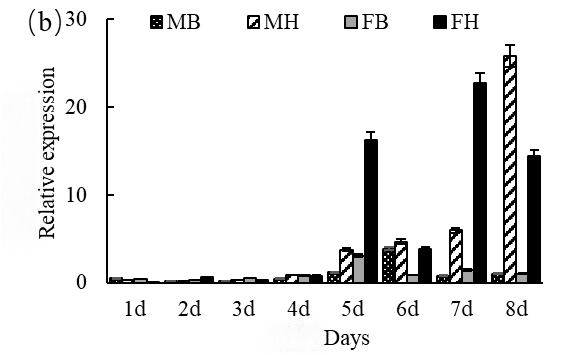 (b)
MB MH FB FH
30
20
10
0
Relative expression
1d 2d 3d 4d 5d 6d 7d 8d
Days